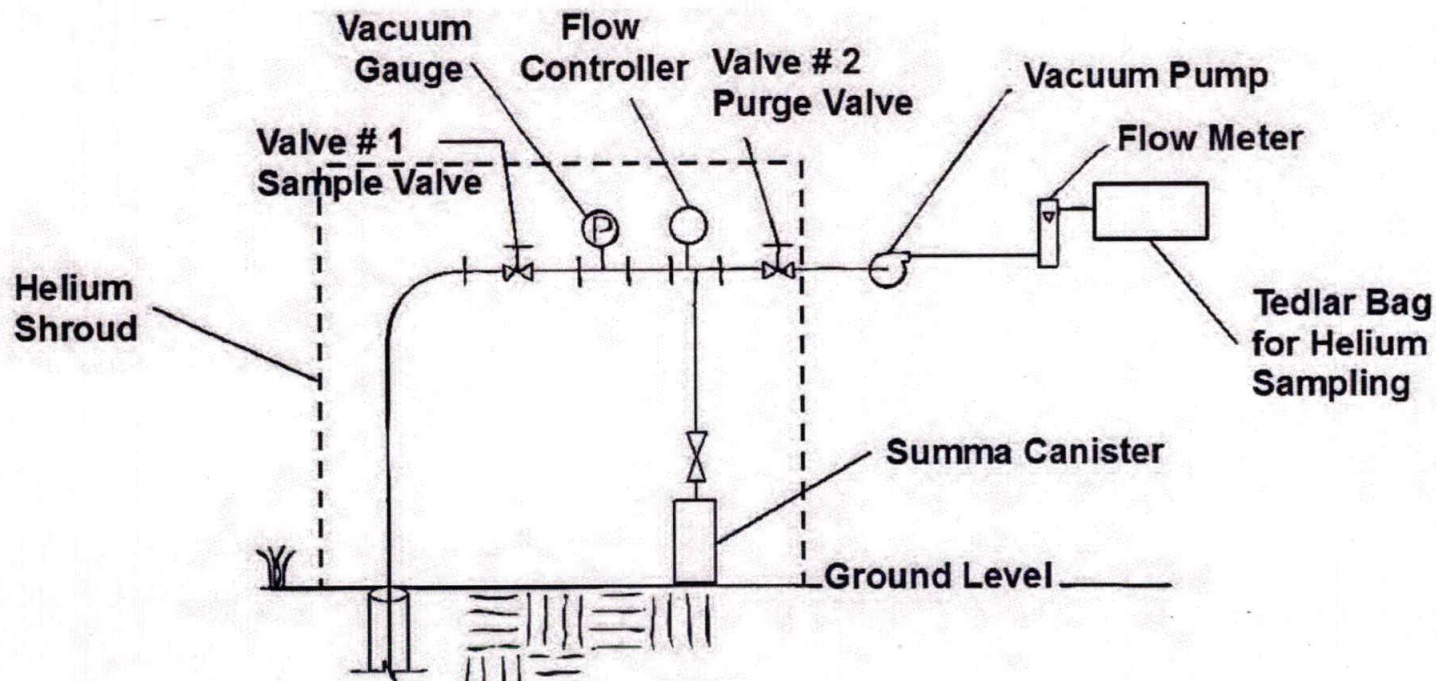 Vacuum
Gauge
Flow
Controller
Valve # 2
Purge Valve
Vacuum Pump
Flow Meter
Valve # 1
Sample Valve
P
Helium
Shroud
Tedlar Bag
for Helium
Sampling
Summa Canister
Ground Level